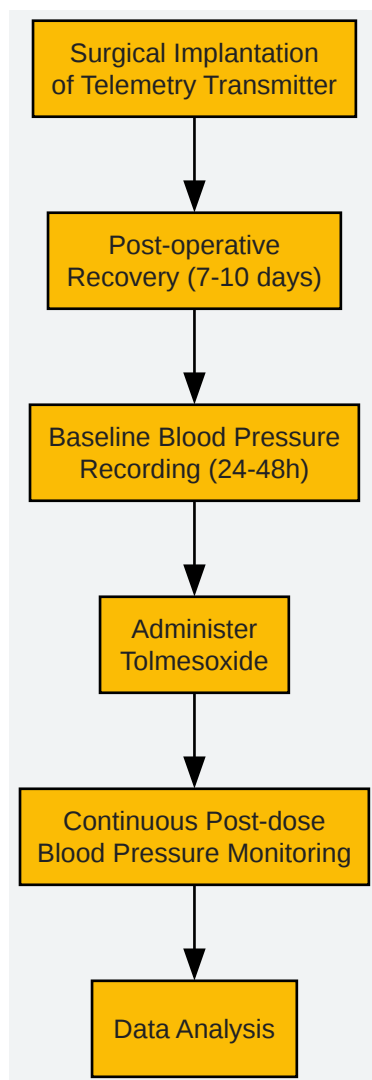 Surgical Implantation
of Telemetry Transmitter
Post-operative
Recovery (7-10 days)
Baseline Blood Pressure
Recording (24-48h)
Administer
Tolmesoxide
Continuous Post-dose
Blood Pressure Monitoring
Data Analysis